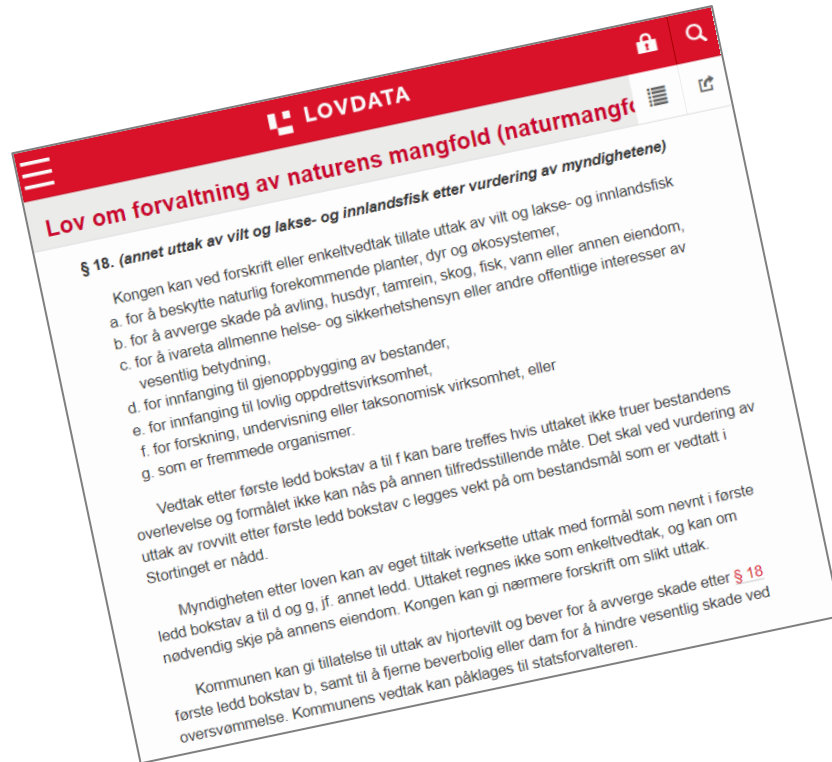 LOVDATA
Lov om forvaltning av naturens mangfold (naturmangfo
§ 18. (annet uttak av vilt og lakse- og innlandsfisk etter vurdering av myndighetene)
Kongen kan ved forskrift eller enkeltvedtak tillate uttak av vilt og lakse- og innlandsfisk
a. for å beskytte naturlig forekommende planter, dyr og økosystemer,
b. for å avverge skade på avling, husdyr, tamrein, skog, fisk, vann eller annen eiendom,
c. for å ivareta allmenne helse- og sikkerhetshensyn eller andre offentlige interesser av
vesentlig betydning,
d. for innfanging til gjenoppbygging av bestander,
e. for innfanging til lovlig oppdrettsvirksomhet,
f. for forskning, undervisning eller taksonomisk virksomhet, eller
g. som er fremmede organismer.
Vedtak etter første ledd bokstav a til f kan bare treffes hvis uttaket ikke truer bestandens
overlevelse og formålet ikke kan nås på annen tilfredsstillende måte. Det skal ved vurdering av
uttak av rovvilt etter første ledd bokstav c legges vekt på om bestandsmål som er vedtatt i
Stortinget er nådd.
Myndigheten etter loven kan av eget tiltak iverksette uttak med formål som nevnt i første
ledd bokstav a til d og g, jf. annet ledd. Uttaket regnes ikke som enkeltvedtak, og kan om
nødvendig skje på annens eiendom. Kongen kan gi nærmere forskrift om slikt uttak.
Kommunen kan gi tillatelse til uttak av hjortevilt og bever for å avverge skade etter § 18
første ledd bokstav b, samt til å fjerne beverbolig eller dam for å hindre vesentlig skade ved
oversvømmelse. Kommunens vedtak kan påklages til statsforvalteren.